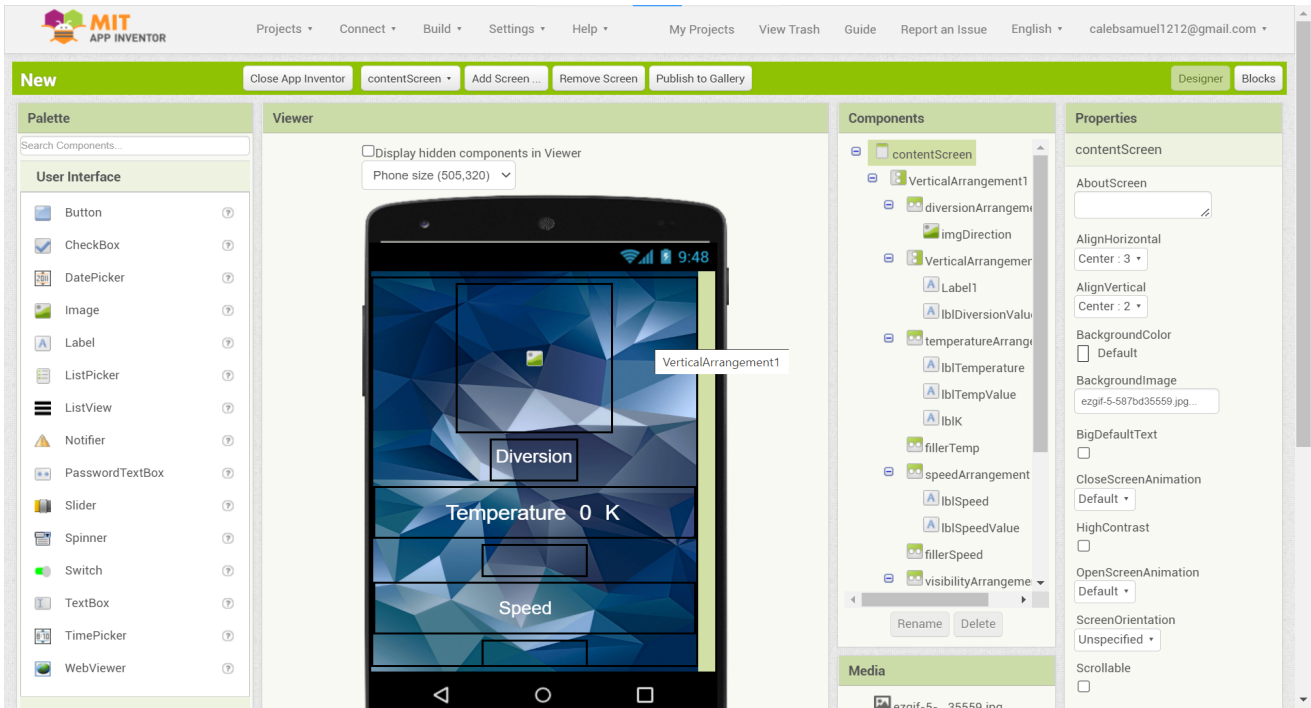 MIT
APP INVENTOR
Projects Connect Build Settings Help My Projects View Trash Guide Report an Issue English calebsamuel1212@gmail.com
New
Close App Inventor contentScreen Add Screen ... Remove Screen Publish to Gallery Designer Blocks
Palette
Search Components...
User Interface
Button
CheckBox
DatePicker
Image
Label
ListPicker
ListView
Notifier
PasswordTextBox
Slider
Spinner
Switch
TextBox
TimePicker
WebViewer
Viewer
Display hidden components in Viewer
Phone size (505,320)
9:48
VerticalArrangement1
Diversion
Temperature 0 K
Speed
Components
contentScreen
VerticalArrangement1
diversionArrangeme
imgDirection
VerticalArrangemer
Label1
lblDiversionValu
temperatureArrange
lblTemperature
lblTempValue
lblK
fillerTemp
speedArrangement
lblSpeed
lblSpeedValue
fillerSpeed
visibilityArrangeme
Rename Delete
Media
ezgif-5-...35559.jpg
Properties
contentScreen
AboutScreen
AlignHorizontal
Center : 3
AlignVertical
Center : 2
BackgroundColor
Default
BackgroundImage
ezgif-5-587bd35559.jpg...
BigDefaultText
CloseScreenAnimation
Default
HighContrast
OpenScreenAnimation
Default
ScreenOrientation
Unspecified
Scrollable